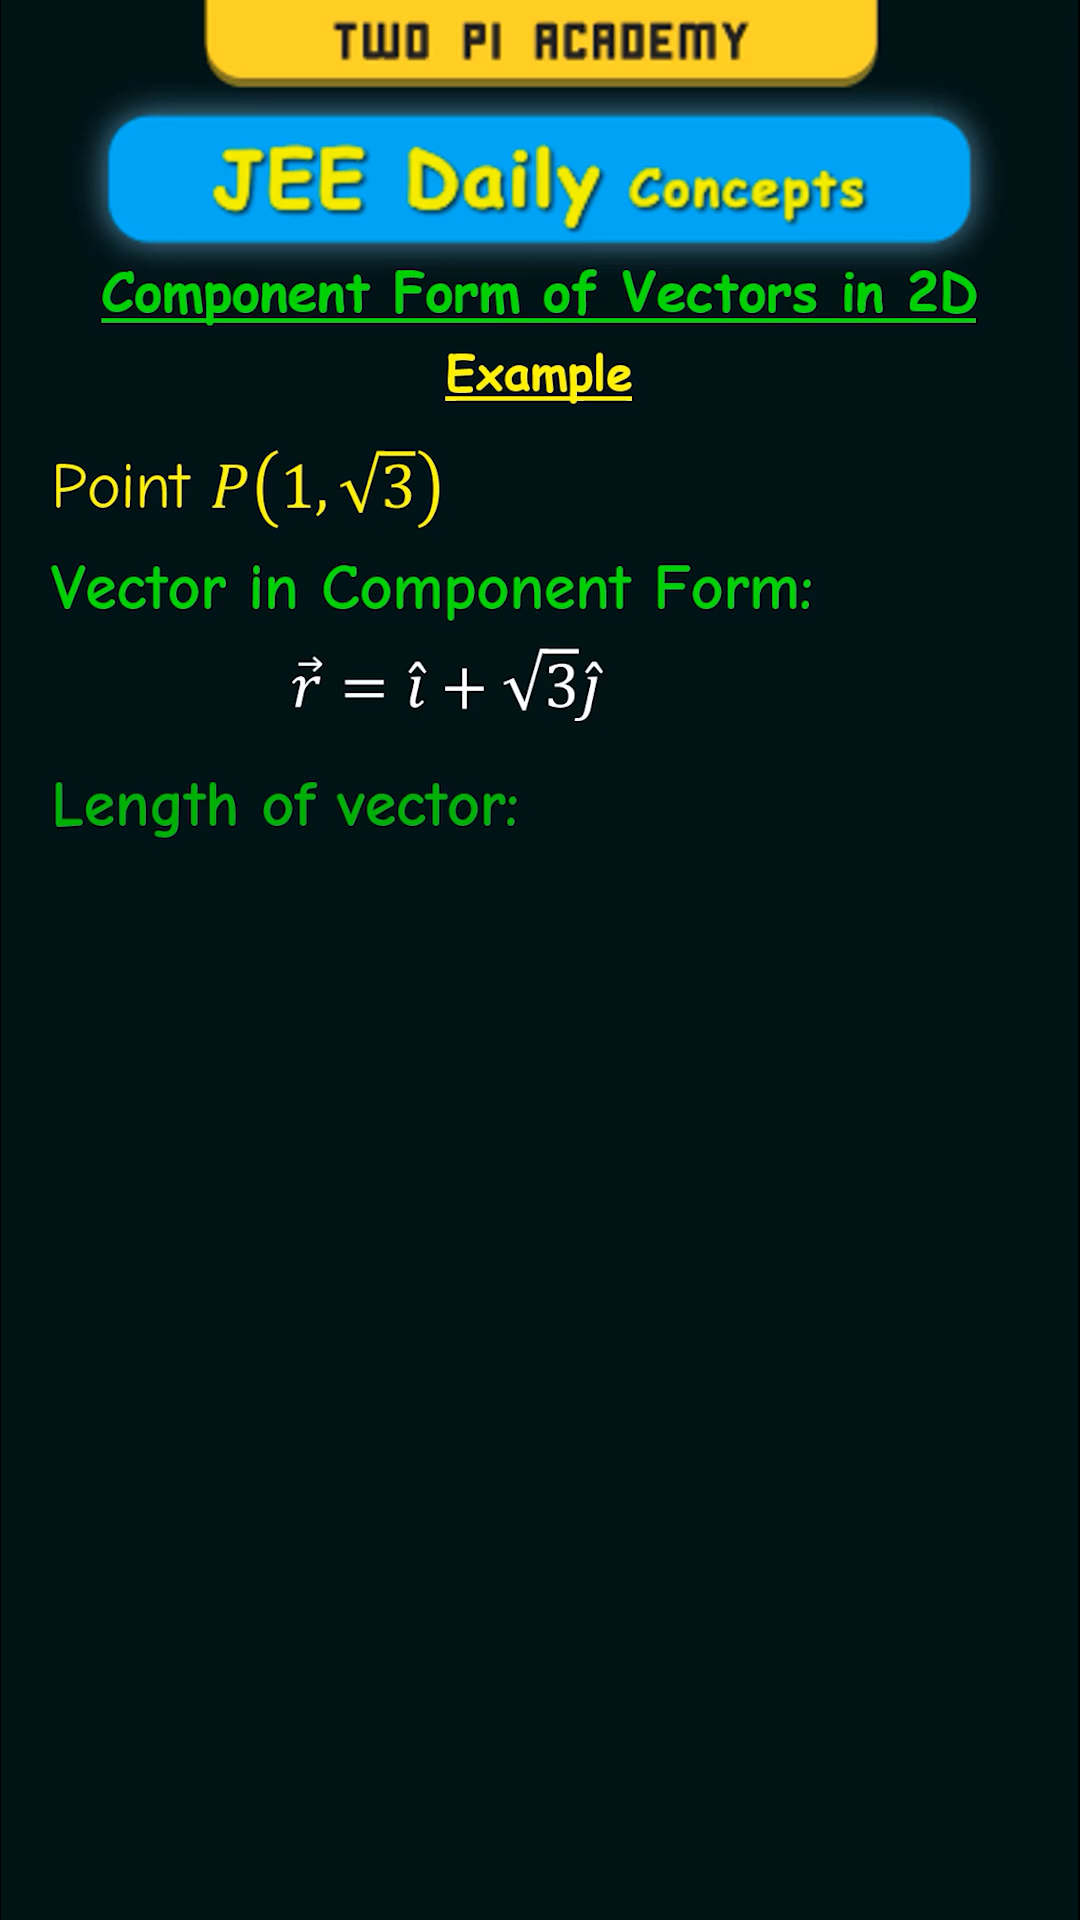 TWO PI ACADEMY
JEE Daily Concepts
Component Form of Vectors in 2D
Example
Point P(1, √3)
Vector in Component Form:
r⃗ = î + √3ĵ
Length of vector: